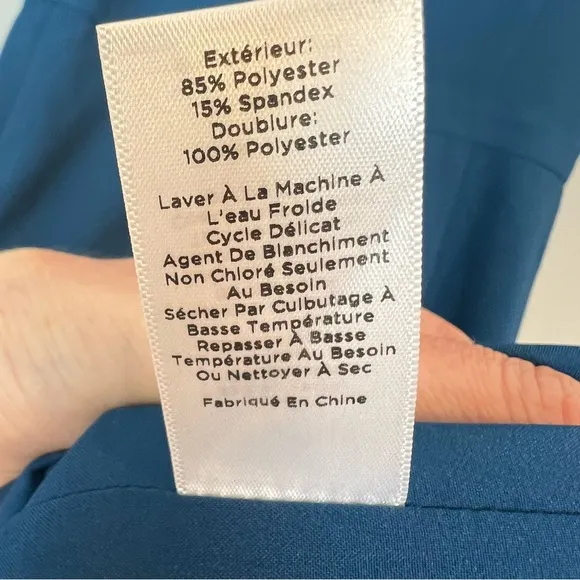 Extérieur:
85% Polyester
15% Spandex
Doublure:
100% Polyester
Laver À La Machine À
L'eau Froide
Cycle Délicat
Agent De Blanchiment
Non Chloré Seulement
Au Besoin
Sécher Par Culbutage À
Basse Température
Repasser À Basse
Température Au Besoin
Ou Nettoyer À Sec
Fabriqué En Chine